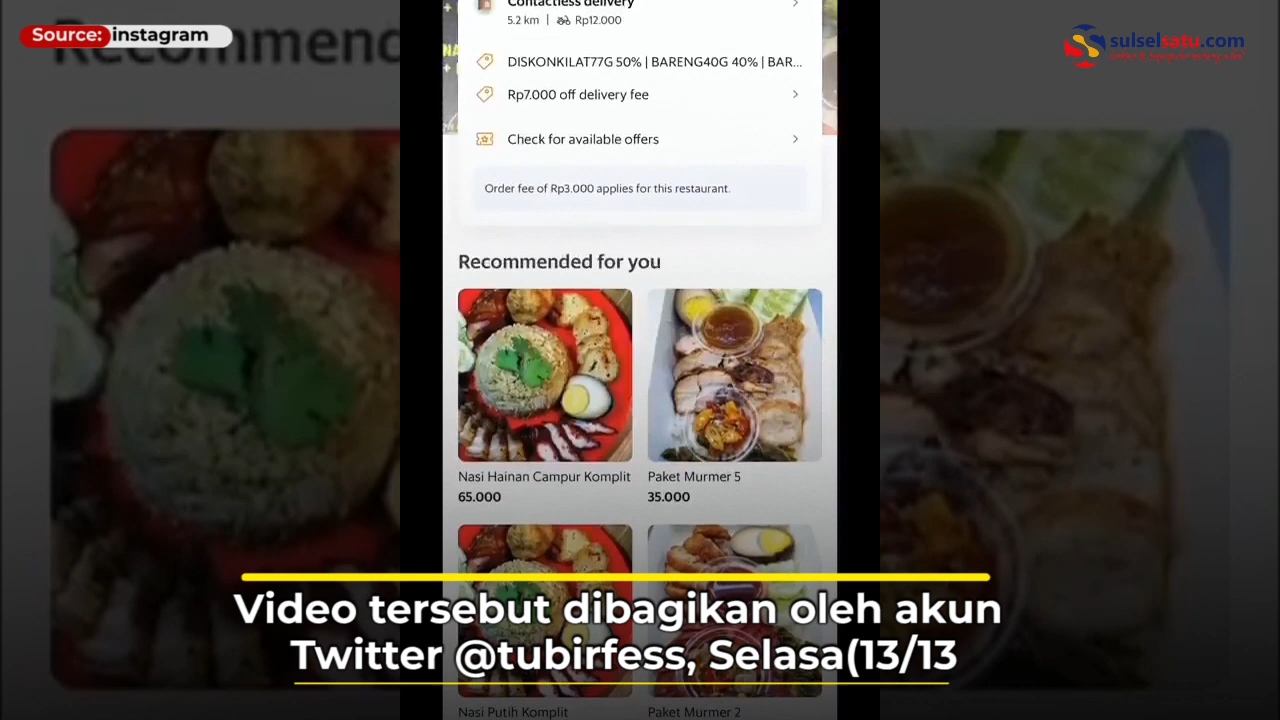 Source: instagram
sulselsatu.com
Contactless delivery
5.2 km | Rp12.000
DISKONKILAT77G 50% | BARENG40G 40% | BAR...
Rp7.000 off delivery fee
Check for available offers
Order fee of Rp3.000 applies for this restaurant.
Recommended for you
Nasi Hainan Campur Komplit
65.000
Paket Murmer 5
35.000
Video tersebut dibagikan oleh akun
Twitter @tubirfess, Selasa(13/13
Nasi Putih Komplit
Paket Murmer 2